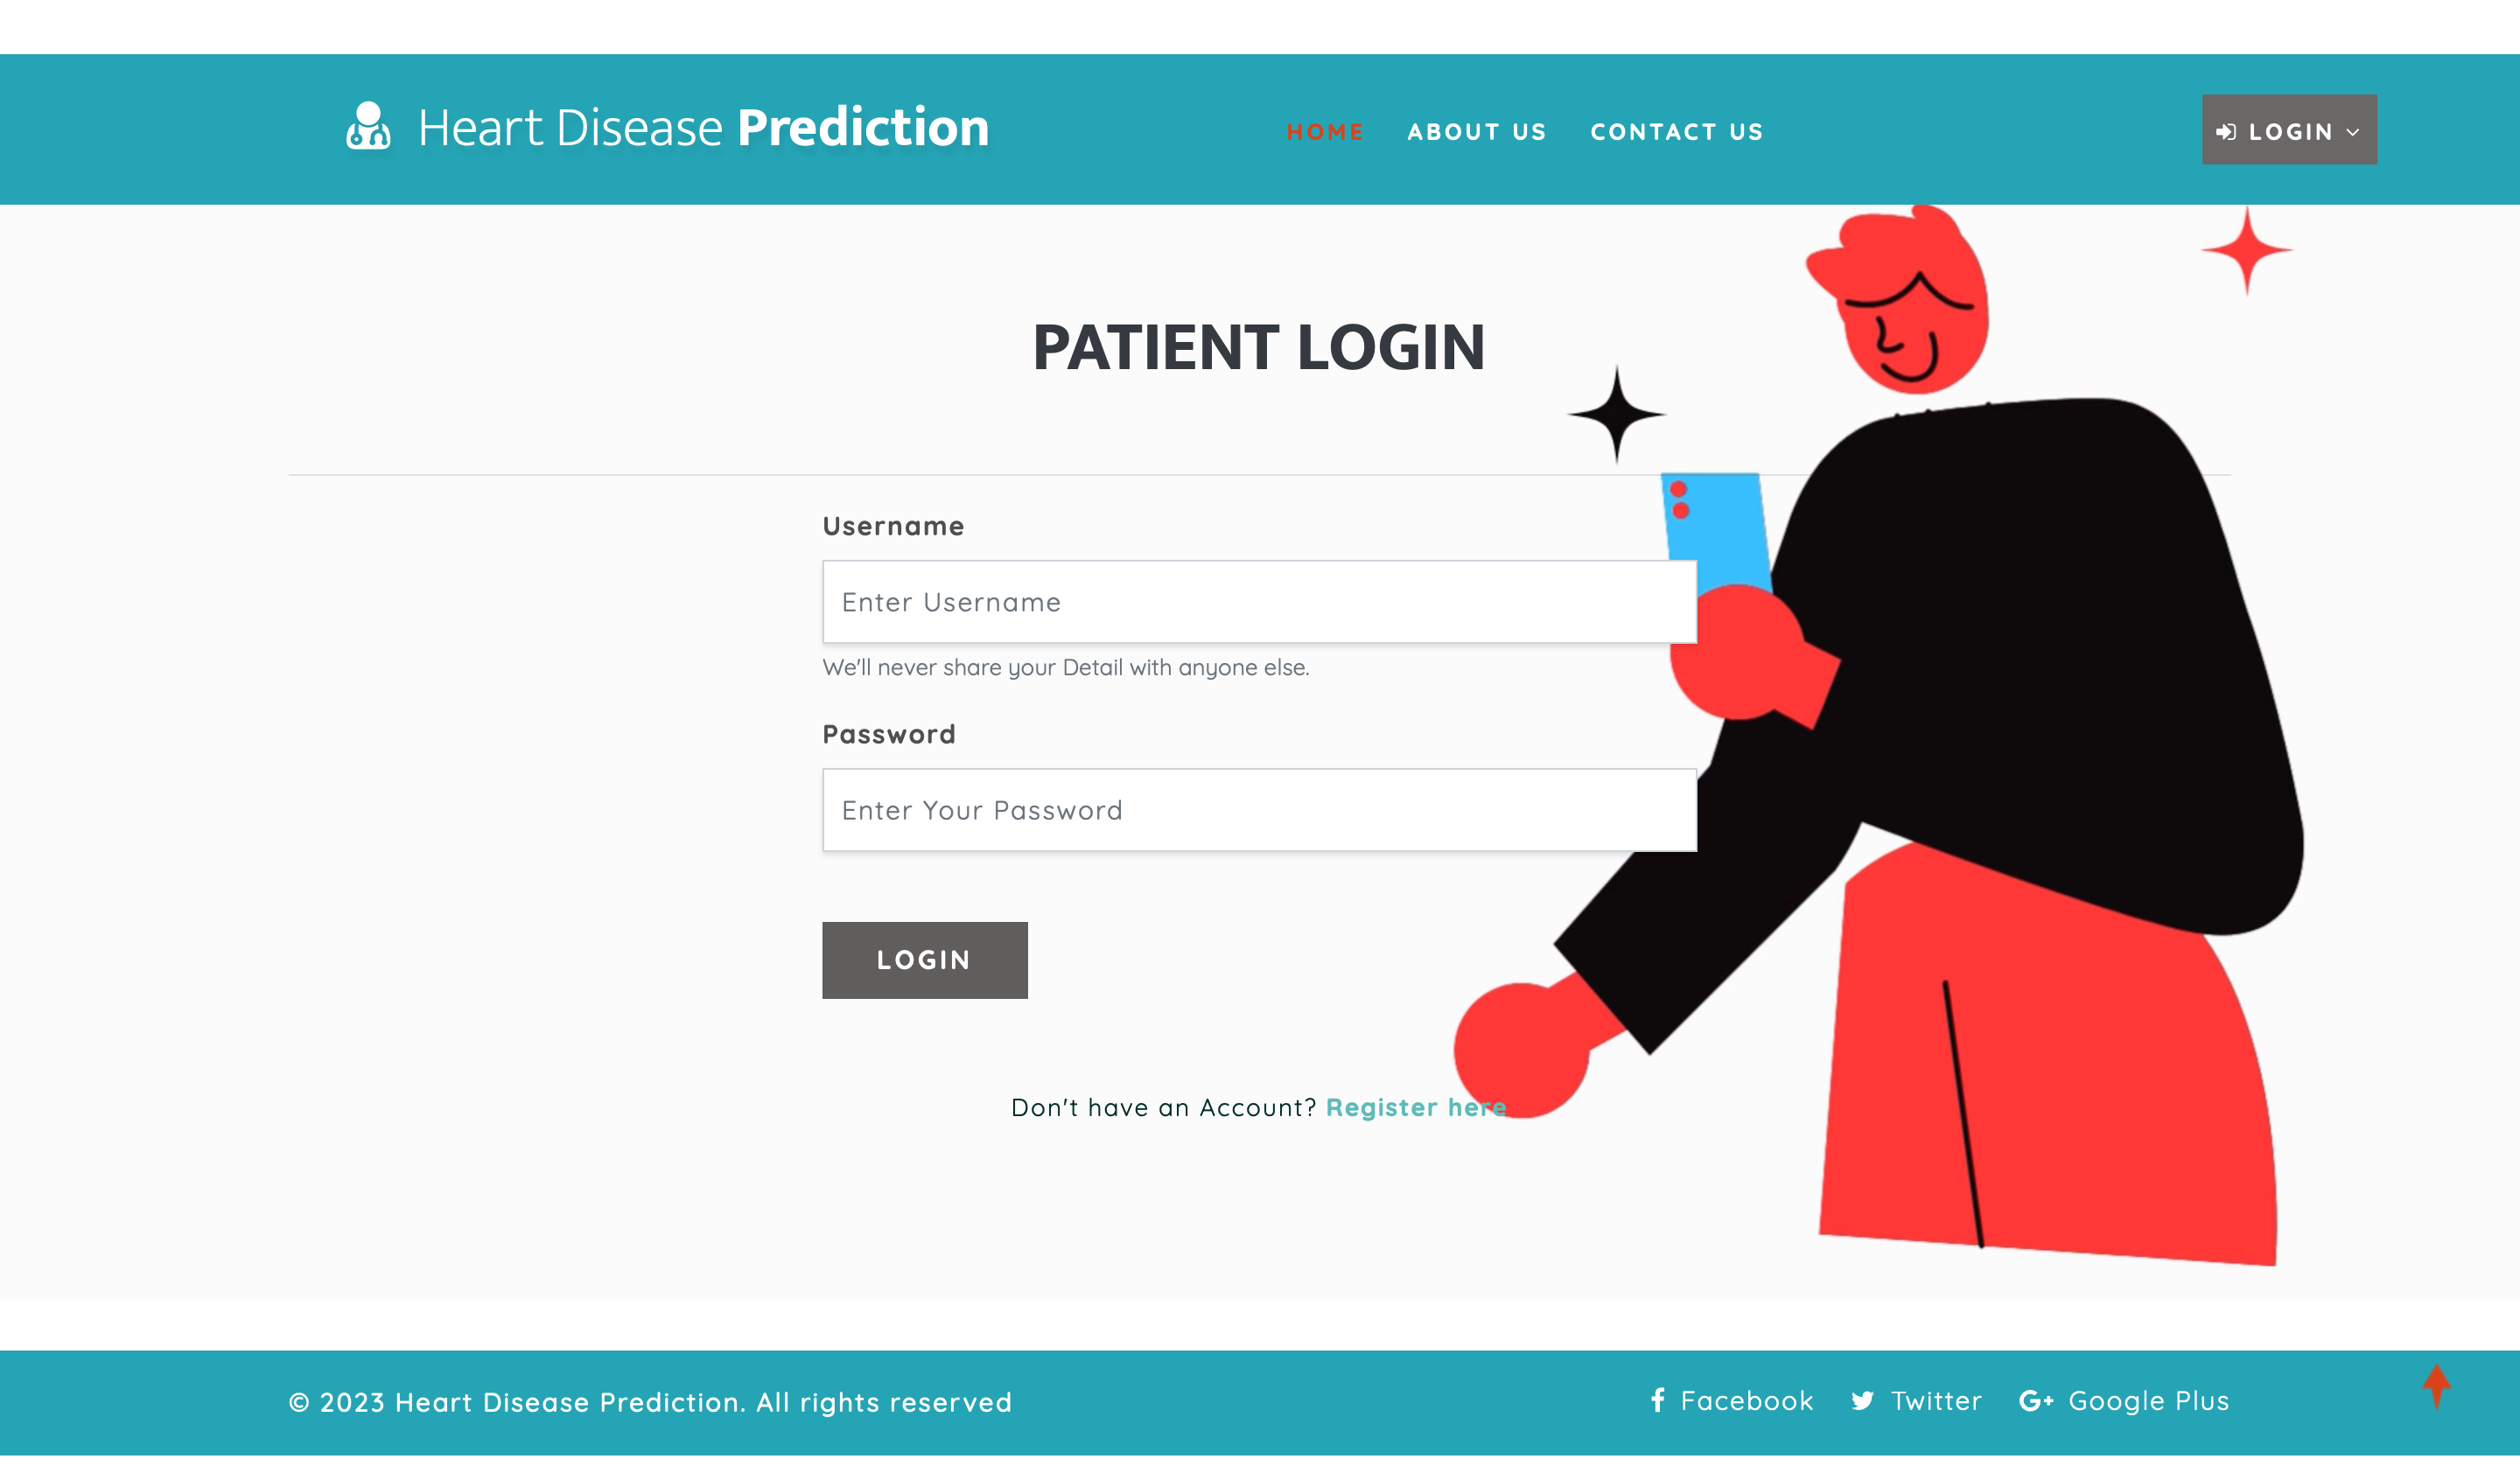 Heart Disease Prediction
HOME ABOUT US CONTACT US
LOGIN
PATIENT LOGIN
Username
Enter Username
We'll never share your Detail with anyone else.
Password
Enter Your Password
LOGIN
Don't have an Account? Register here
© 2023 Heart Disease Prediction. All rights reserved
Facebook Twitter G+ Google Plus